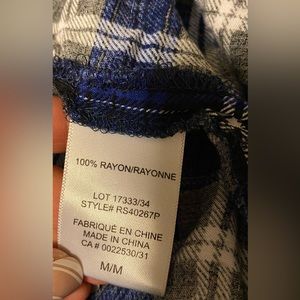 100% RAYON/RAYONNE
LOT 17333/34
STYLE# RS40267P
FABRIQUÉ EN CHINE
MADE IN CHINA
CA # 0022530/31
M/M